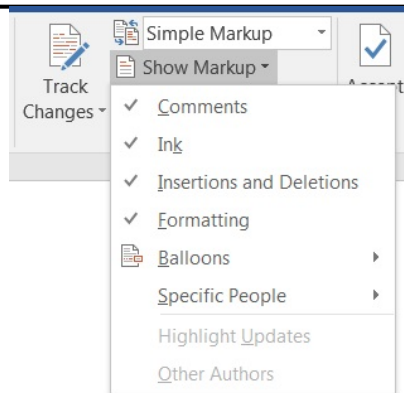 Simple Markup
Show Markup
Track
Changes
Comments
Ink
Insertions and Deletions
Formatting
Balloons
Specific People
Highlight Updates
Other Authors